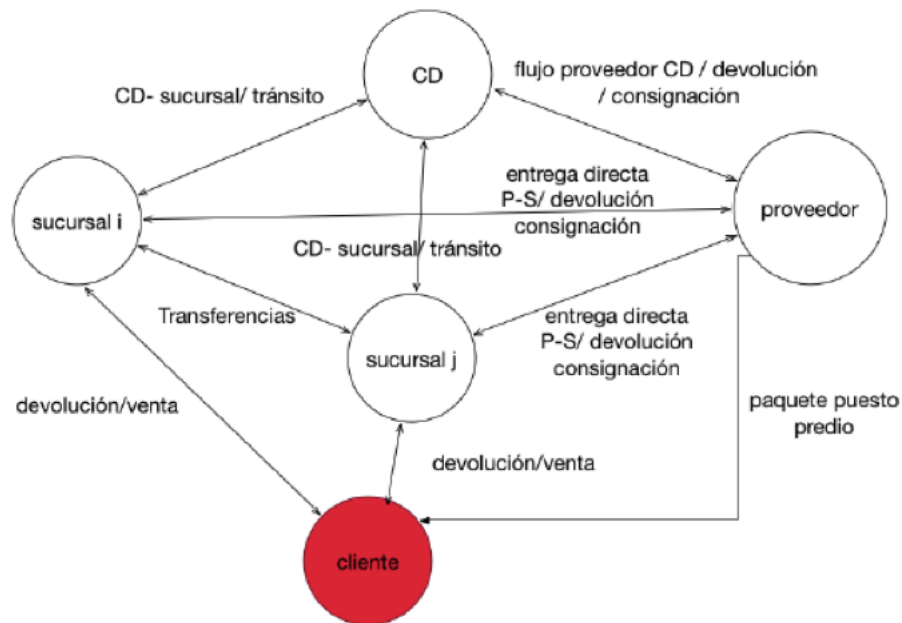 CD
flujo proveedor CD / devolución
/ consignación
CD- sucursal/ tránsito
entrega directa
P-S/ devolución
consignación
sucursal i
proveedor
CD- sucursal/ tránsito
Transferencias
entrega directa
P-S/ devolución
consignación
sucursal j
devolución/venta
paquete puesto
predio
devolución/venta
cliente